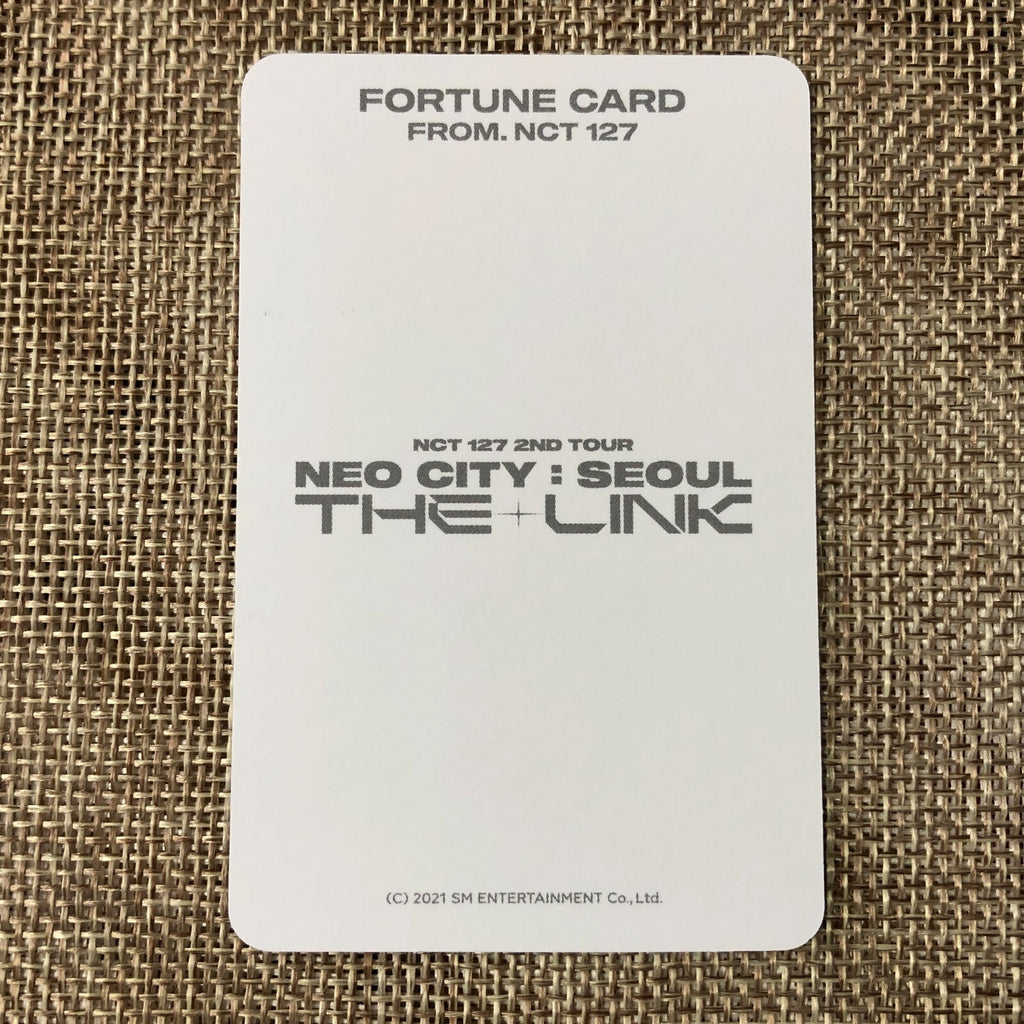 FORTUNE CARD
FROM. NCT 127
NCT 127 2ND TOUR
NEO CITY : SEOUL
THE LINK
(C) 2021 SM ENTERTAINMENT Co., Ltd.